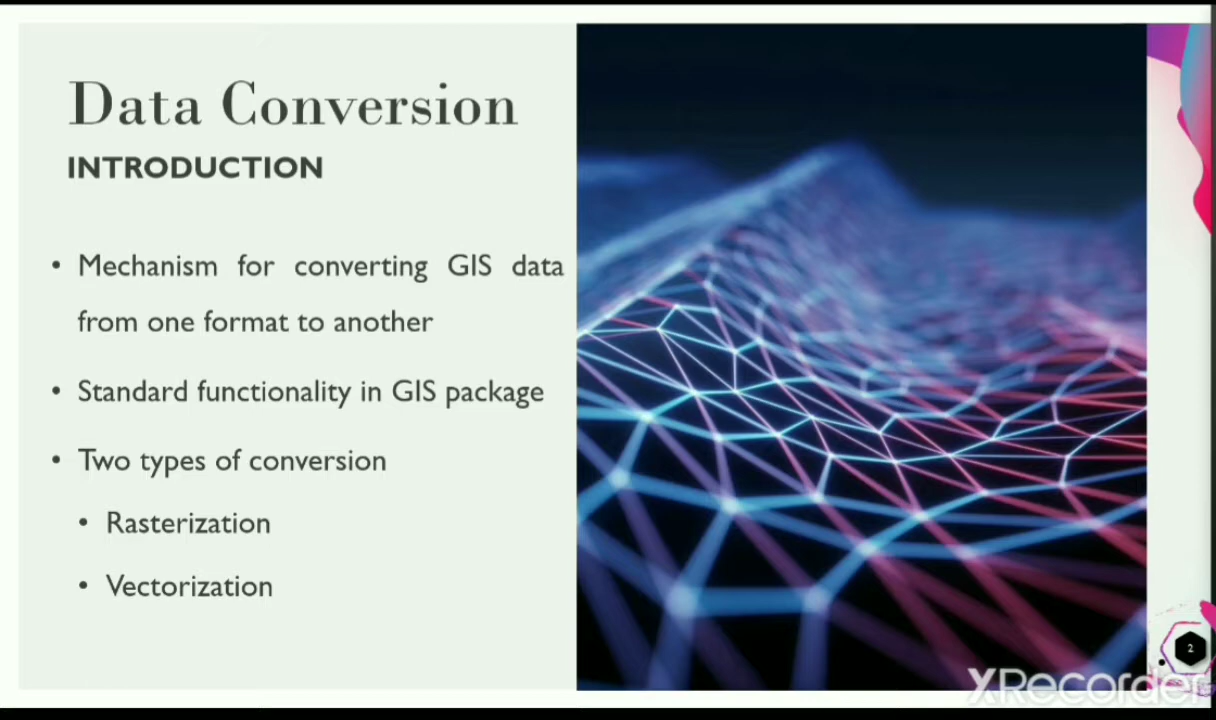 Data Conversion
INTRODUCTION
• Mechanism for converting GIS data
from one format to another
• Standard functionality in GIS package
• Two types of conversion
• Rasterization
• Vectorization
2
XRecorder